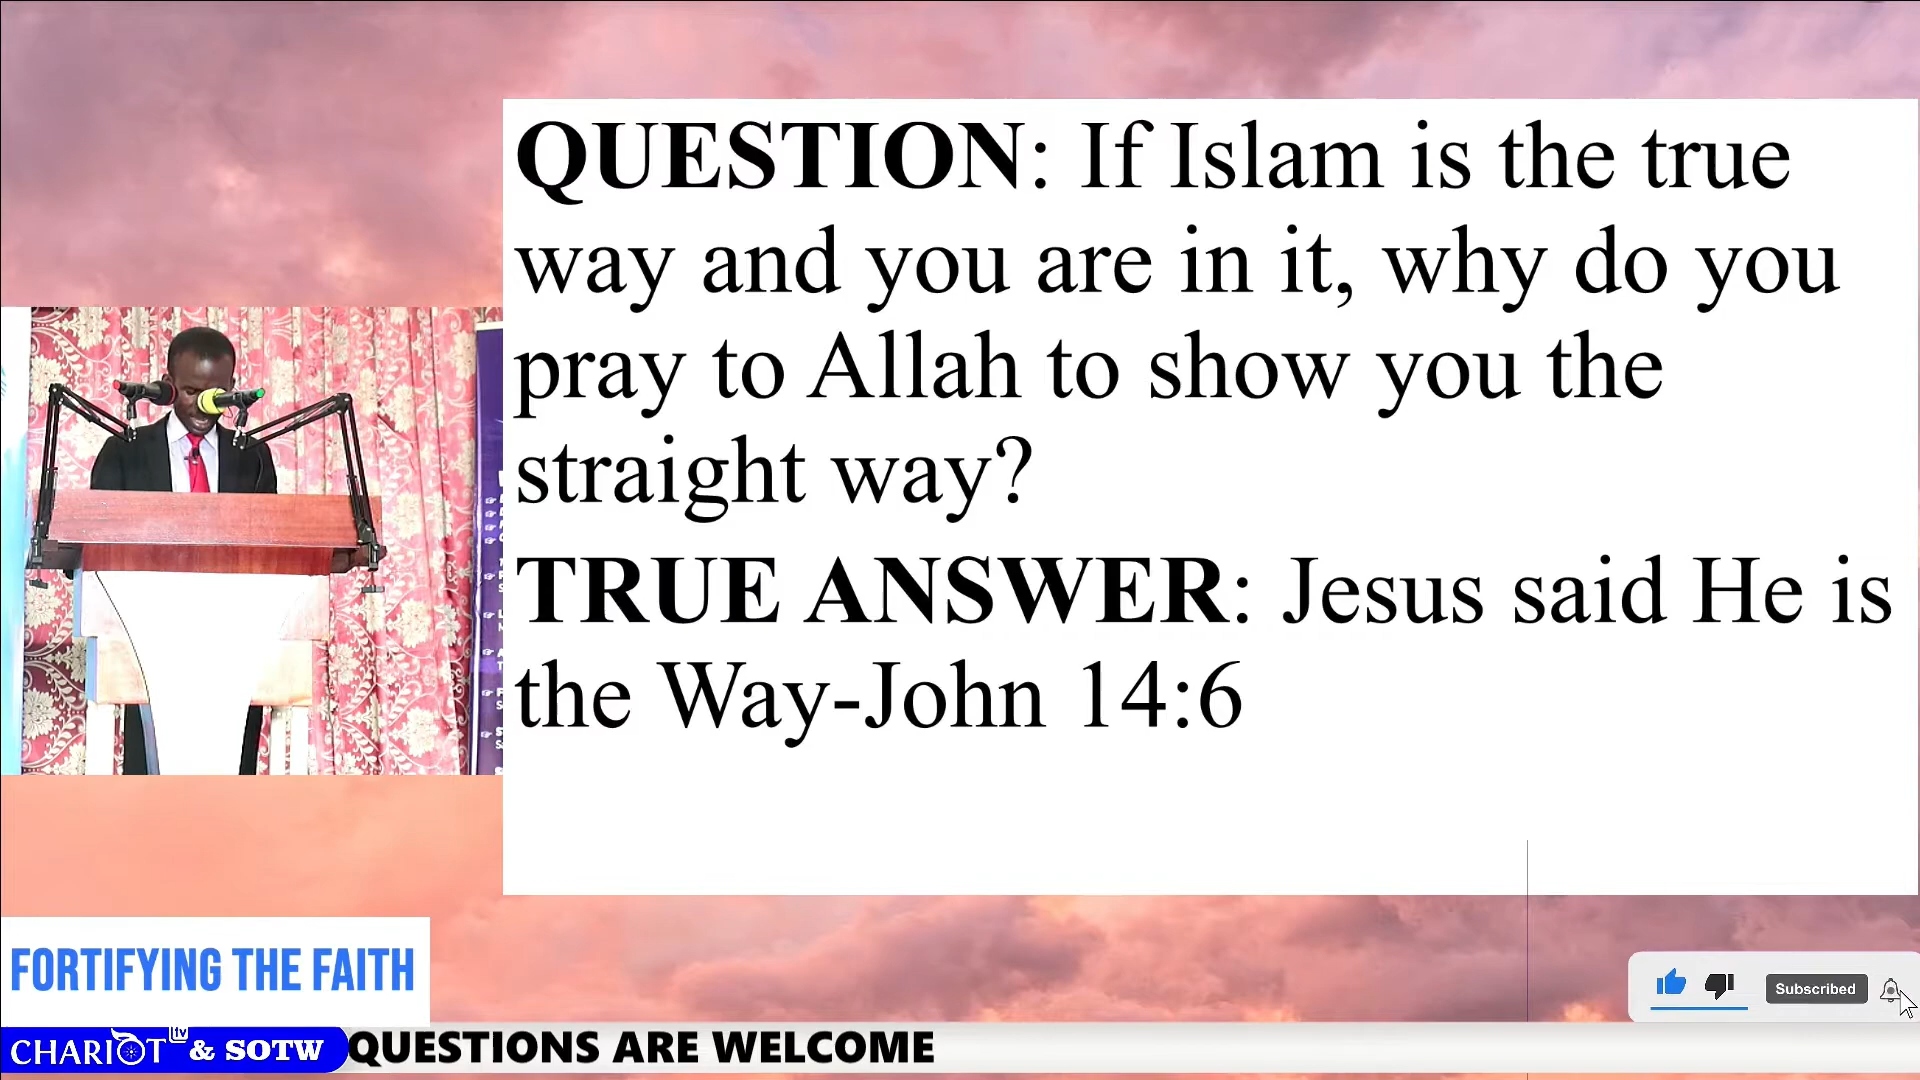 QUESTION: If Islam is the true
way and you are in it, why do you
pray to Allah to show you the
straight way?
TRUE ANSWER: Jesus said He is
the Way-John 14:6
FORTIFYING THE FAITH
Subscribed
CHARIOT tv & SOTW
QUESTIONS ARE WELCOME